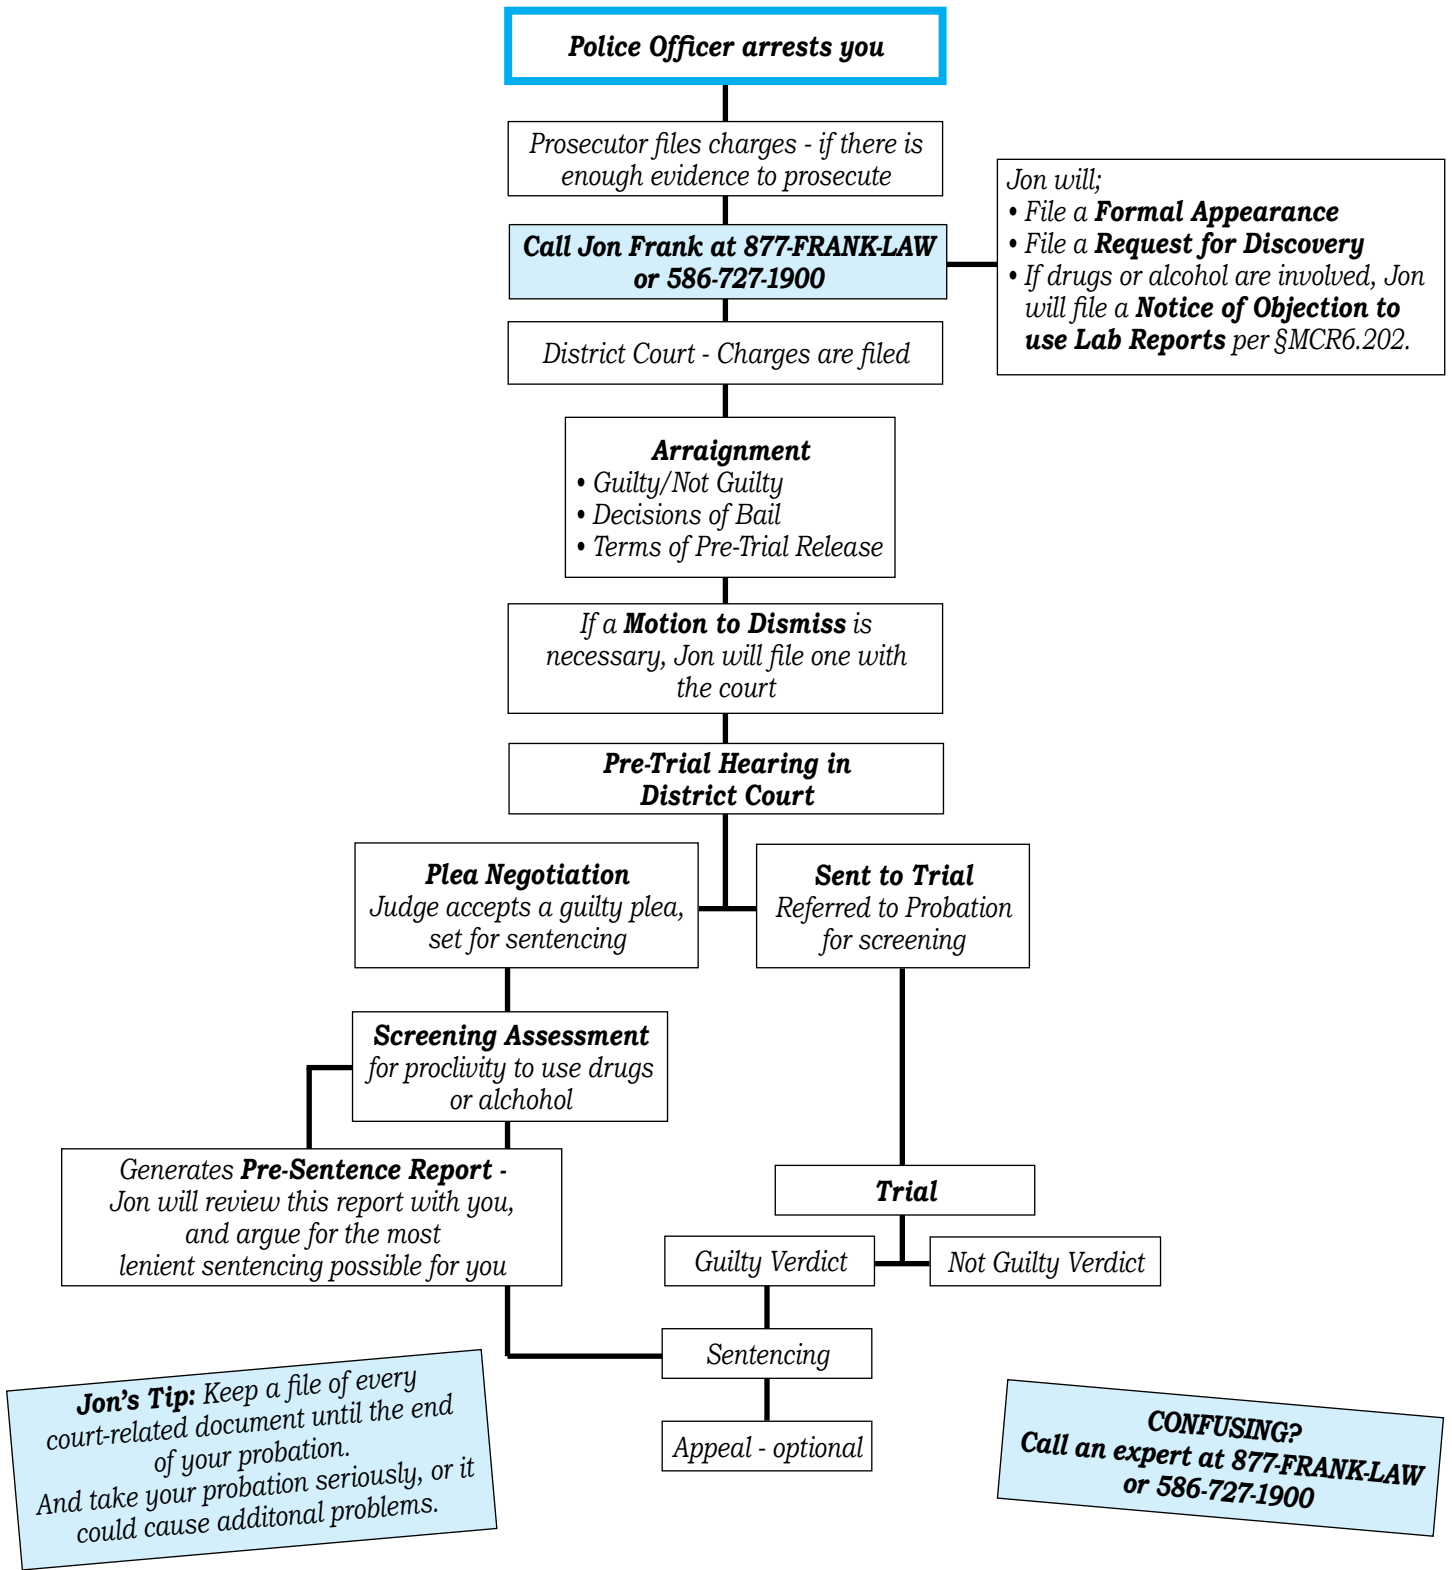 Police Officer arrests you
Prosecutor files charges - if there is
enough evidence to prosecute
Call Jon Frank at 877-FRANK-LAW
or 586-727-1900
Jon will;
• File a Formal Appearance
• File a Request for Discovery
• If drugs or alcohol are involved, Jon
will file a Notice of Objection to
use Lab Reports per §MCR6.202.
District Court - Charges are filed
Arraignment
• Guilty/Not Guilty
• Decisions of Bail
• Terms of Pre-Trial Release
If a Motion to Dismiss is
necessary, Jon will file one with
the court
Pre-Trial Hearing in
District Court
Plea Negotiation
Judge accepts a guilty plea,
set for sentencing
Sent to Trial
Referred to Probation
for screening
Screening Assessment
for proclivity to use drugs
or alchohol
Generates Pre-Sentence Report -
Jon will review this report with you,
and argue for the most
lenient sentencing possible for you
Trial
Guilty Verdict
Not Guilty Verdict
Sentencing
Appeal - optional
Jon’s Tip: Keep a file of every
court-related document until the end
of your probation.
And take your probation seriously, or it
could cause additonal problems.
CONFUSING?
Call an expert at 877-FRANK-LAW
or 586-727-1900